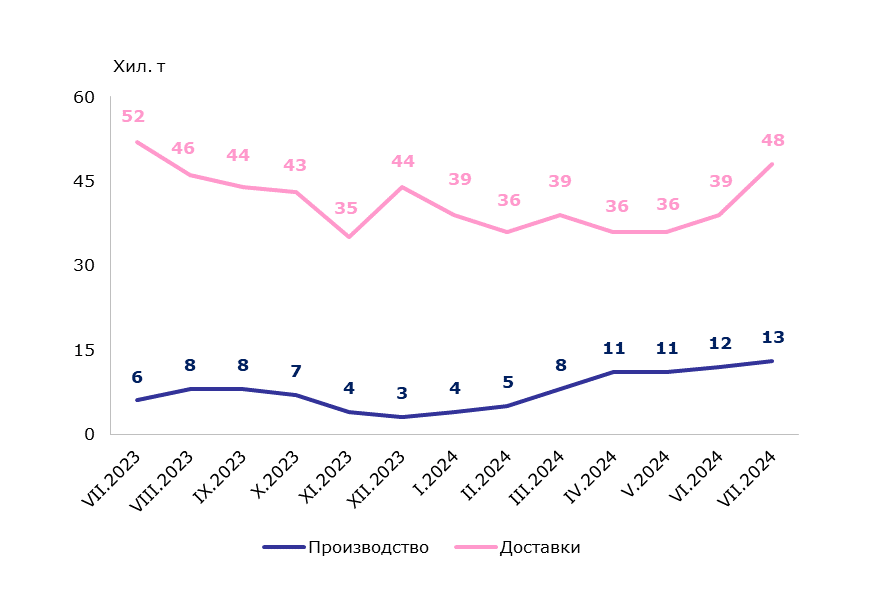 Хил. т
60
45
30
15
0
52 46 44 43 35 44 39 36 39 36 36 39 48
6 8 8 7 4 3 4 5 8 11 11 12 13
VII.2023 VIII.2023 IX.2023 X.2023 XI.2023 XII.2023 I.2024 II.2024 III.2024 IV.2024 V.2024 VI.2024 VII.2024
Производство Доставки